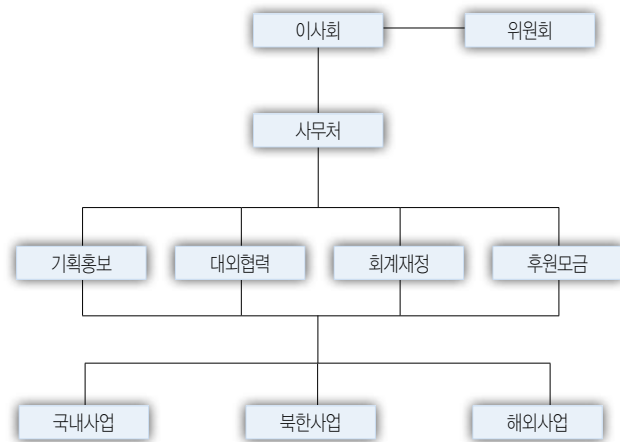 이사회
위원회
사무처
기획홍보
대외협력
회계재정
후원모금
국내사업
북한사업
해외사업